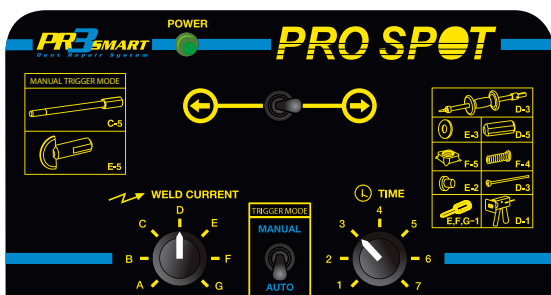 PR3 SMART
Dent Repair System
POWER
PRO SPOT
MANUAL TRIGGER MODE
C-5
E-5
D-3
E-3
D-5
F-5
F-4
E-2
D-3
E,F,G-1
D-1
WELD CURRENT
A
B
C
D
E
F
G
TRIGGER MODE
MANUAL
AUTO
TIME
1
2
3
4
5
6
7